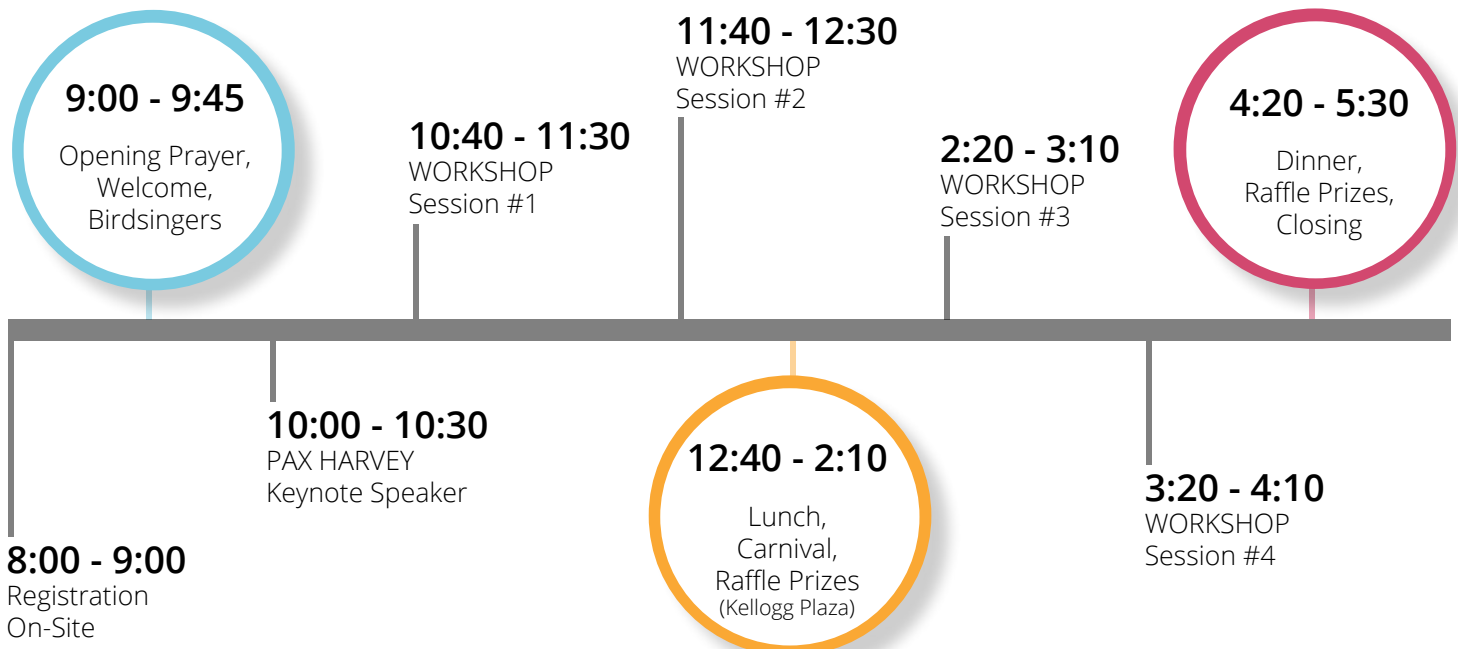 8:00 - 9:00
Registration
On-Site
9:00 - 9:45
Opening Prayer,
Welcome,
Birdsingers
10:00 - 10:30
PAX HARVEY
Keynote Speaker
10:40 - 11:30
WORKSHOP
Session #1
11:40 - 12:30
WORKSHOP
Session #2
12:40 - 2:10
Lunch,
Carnival,
Raffle Prizes
(Kellogg Plaza)
2:20 - 3:10
WORKSHOP
Session #3
3:20 - 4:10
WORKSHOP
Session #4
4:20 - 5:30
Dinner,
Raffle Prizes,
Closing